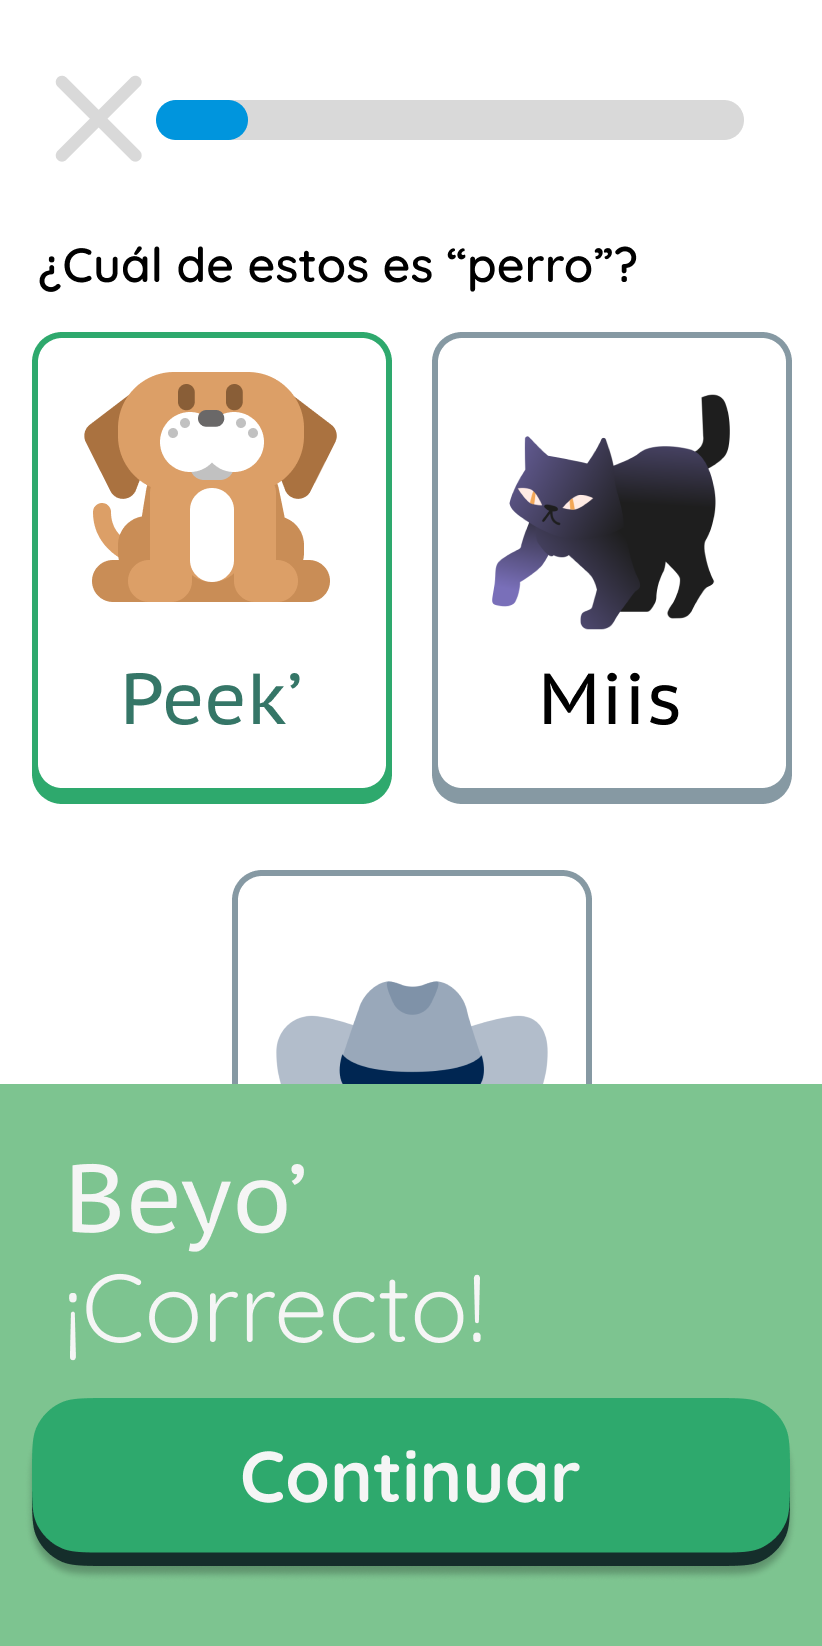 ¿Cuál de estos es “perro”?
Peek’
Miis
Beyo’
¡Correcto!
Continuar